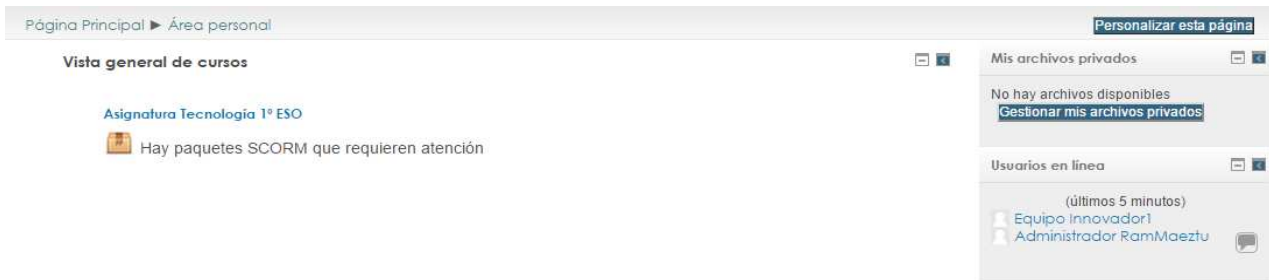 Página Principal ► Área personal
Personalizar esta página
Vista general de cursos
Asignatura Tecnología 1º ESO
Hay paquetes SCORM que requieren atención
Mis archivos privados
No hay archivos disponibles
Gestionar mis archivos privados
Usuarios en línea
(últimos 5 minutos)
Equipo Innovador1
Administrador RamMaeztu